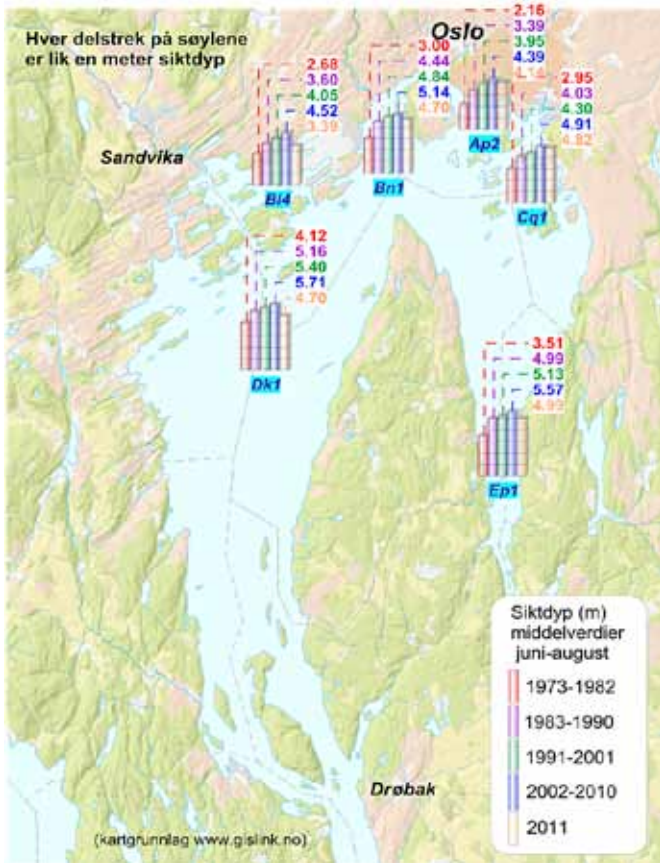 Hver delstrek på søylene
er lik en meter siktdyp
Oslo
2.16
3.39
3.95
4.39
4.14
Ap2
3.00
4.44
4.84
5.14
4.70
Bn1
2.68
3.60
4.05
4.52
3.39
Bl4
2.95
4.03
4.30
4.91
4.82
Cq1
Sandvika
4.12
5.16
5.40
5.71
4.70
Dk1
3.51
4.99
5.13
5.57
4.99
Ep1
Siktdyp (m)
middelverdier
juni-august
1973-1982
1983-1990
1991-2001
2002-2010
2011
Drøbak
(kartgrunnlag www.gislink.no)